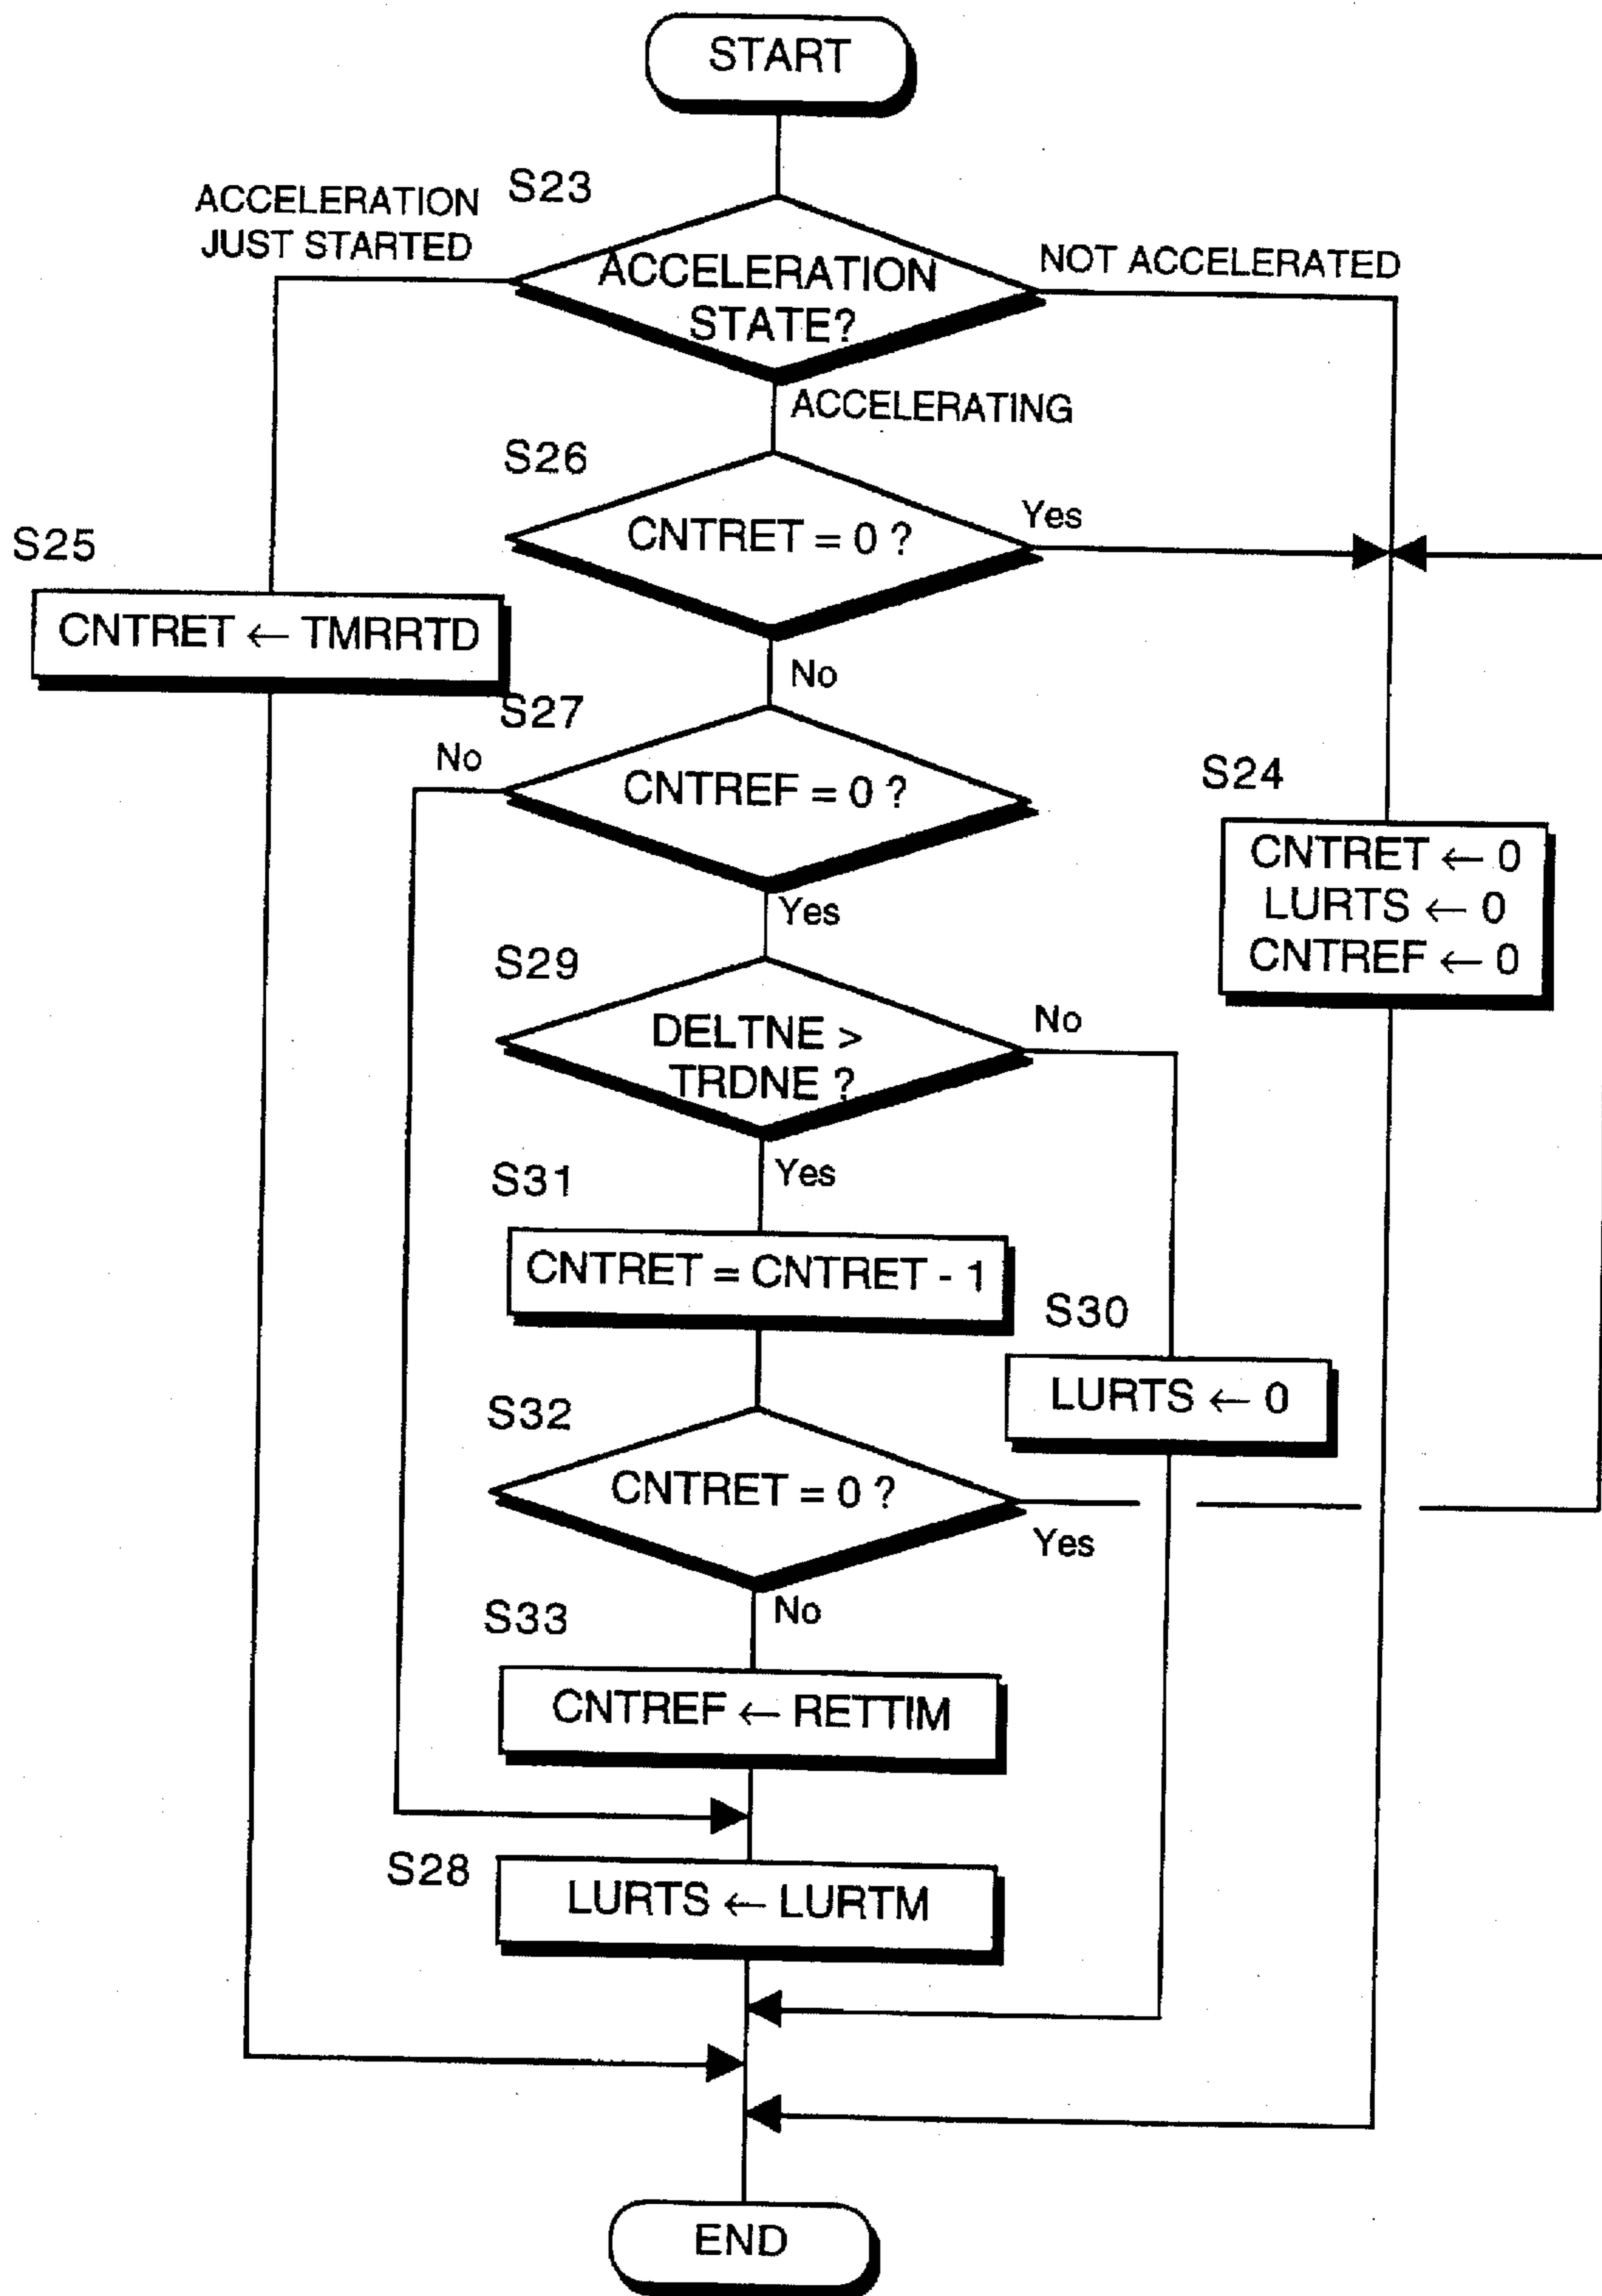 START
S23
ACCELERATION
JUST STARTED
ACCELERATION
STATE?
NOT ACCELERATED
ACCELERATING
S26
CNTRET = 0 ?
Yes
No
S25
CNTRET ← TMRRTD
S27
No
CNTREF = 0 ?
Yes
S24
CNTRET ← 0
LURTS ← 0
CNTREF ← 0
S29
DELTNE >
TRDNE ?
No
Yes
S31
CNTRET = CNTRET - 1
S30
LURTS ← 0
S32
CNTRET = 0 ?
Yes
No
S33
CNTREF ← RETTIM
S28
LURTS ← LURTM
END